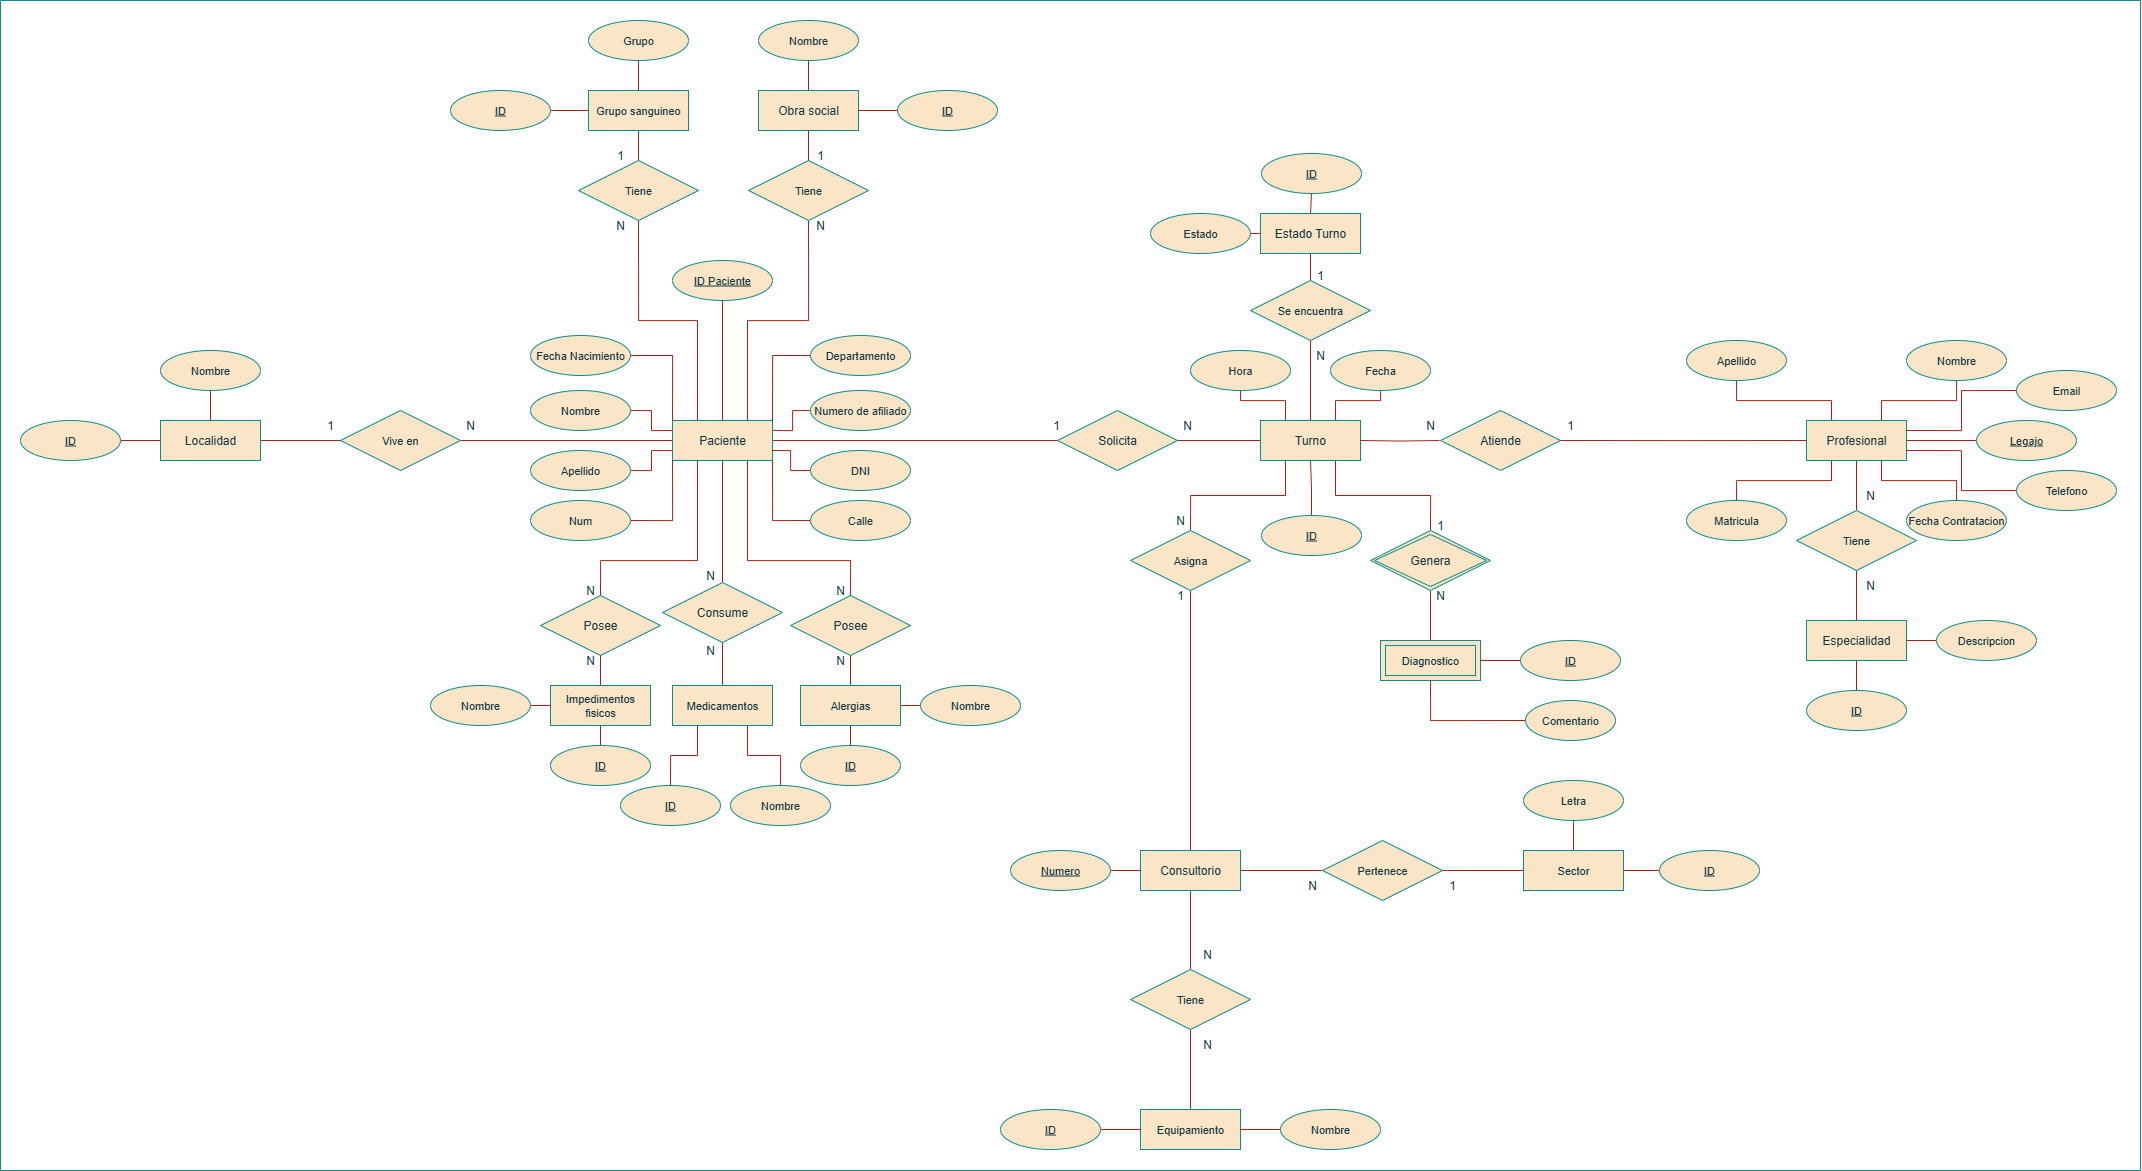 Grupo
Nombre
ID
Grupo sanguineo
Obra social
ID
1
1
Tiene
Tiene
N
N
ID
Estado
Estado Turno
1
Se encuentra
N
ID Paciente
Fecha Nacimiento
Departamento
Nombre
Nombre
Numero de afiliado
Apellido
DNI
Num
Calle
ID
Localidad
1
Vive en
N
Paciente
1
Solicita
N
Hora
Fecha
Turno
N
Atiende
1
Apellido
Nombre
Email
Profesional
Legajo
Telefono
Matricula
Fecha Contratacion
N
Tiene
N
Especialidad
Descripcion
ID
N
Asigna
1
ID
1
Genera
N
Diagnostico
ID
Comentario
N
Posee
N
N
Consume
N
N
Posee
N
Nombre
Impedimentos
fisicos
Medicamentos
Alergias
Nombre
ID
ID
ID
Nombre
Letra
Numero
Consultorio
N
Pertenece
1
Sector
ID
N
Tiene
N
ID
Equipamiento
Nombre